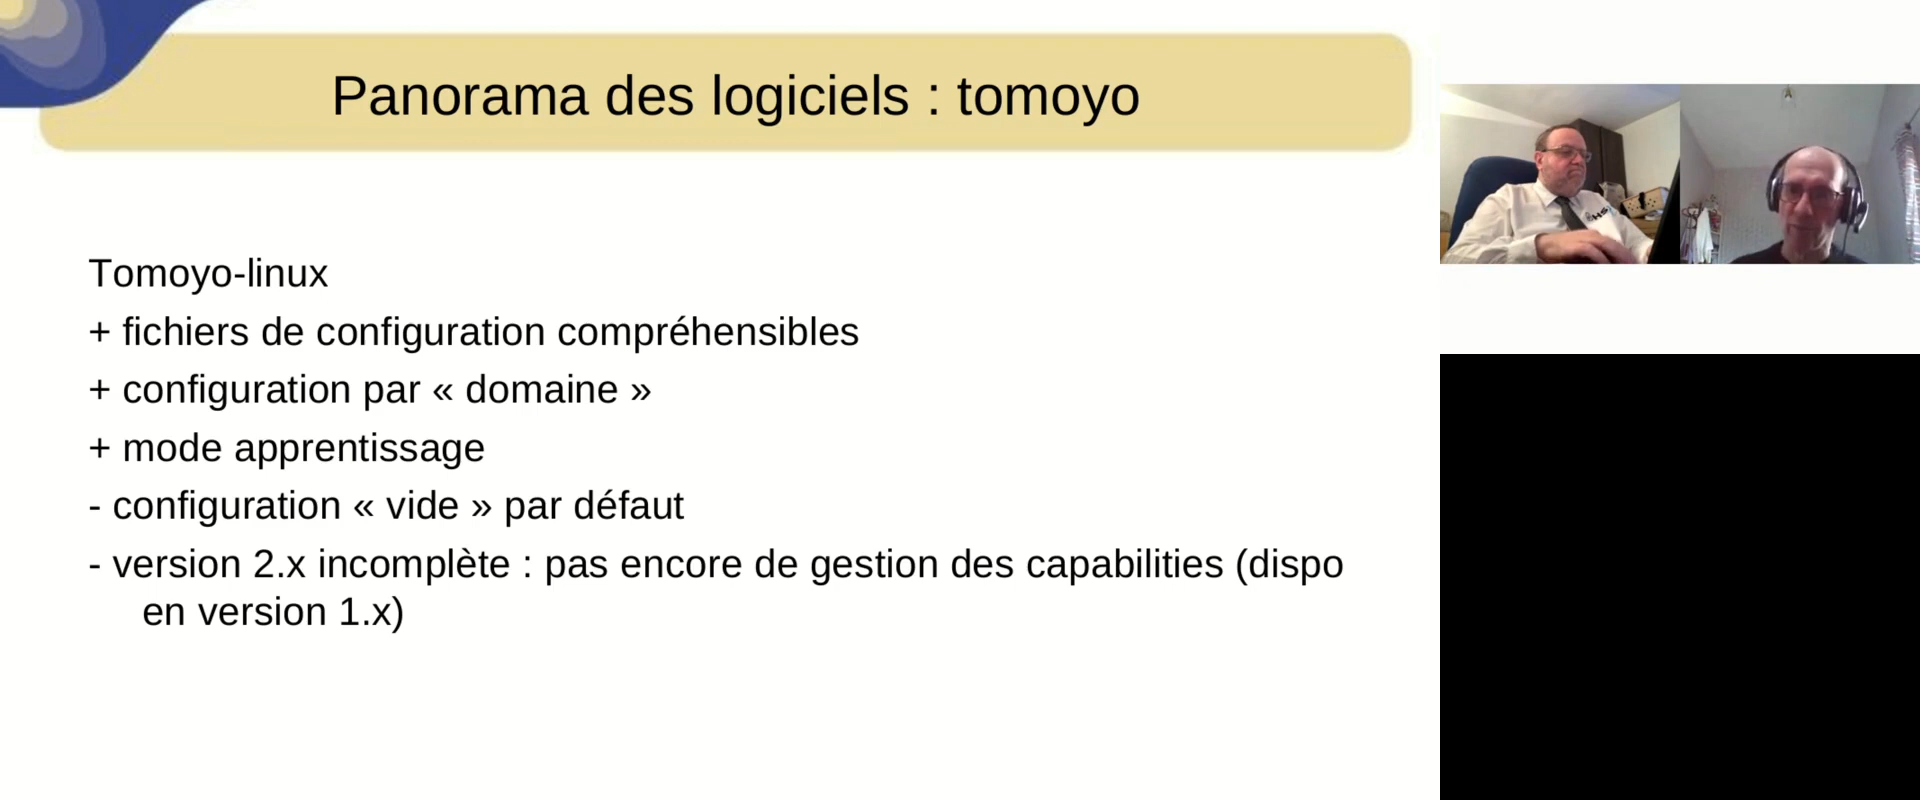 Panorama des logiciels : tomoyo
Tomoyo-linux
+ fichiers de configuration compréhensibles
+ configuration par « domaine »
+ mode apprentissage
- configuration « vide » par défaut
- version 2.x incomplète : pas encore de gestion des capabilities (dispo
en version 1.x)